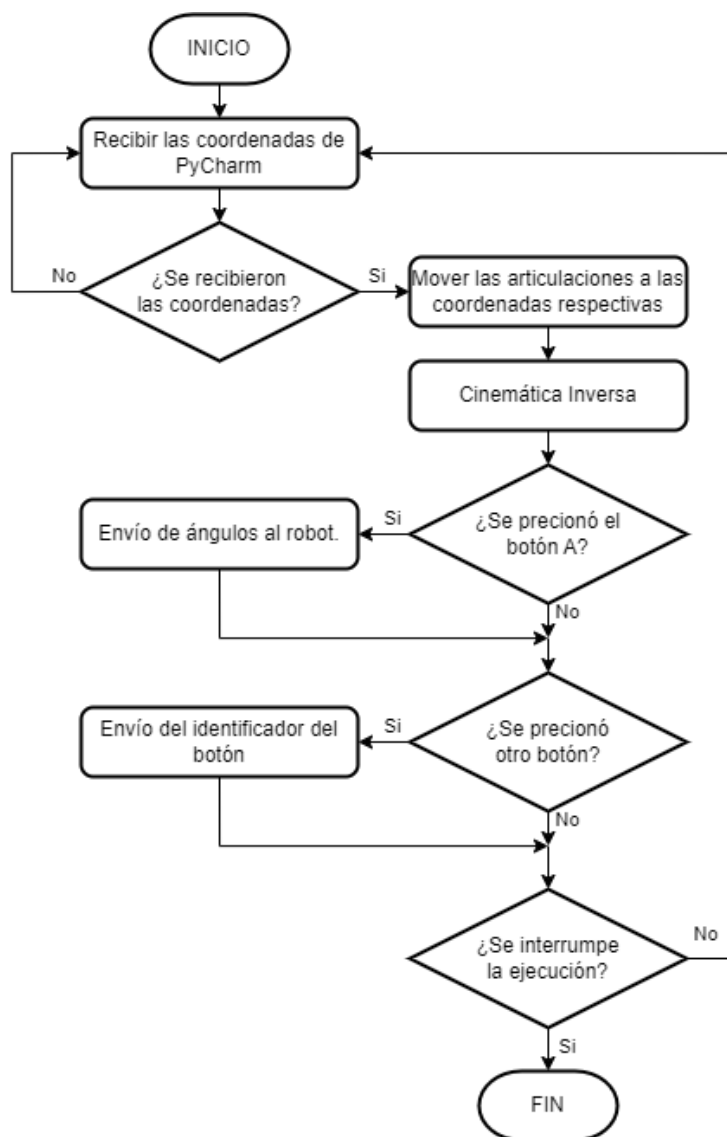 INICIO
Recibir las coordenadas de
PyCharm
¿Se recibieron
las coordenadas?
No
Si
Mover las articulaciones a las
coordenadas respectivas
Cinemática Inversa
¿Se precionó el
botón A?
Si
Envío de ángulos al robot.
No
¿Se precionó
otro botón?
Si
Envío del identificador del
botón
No
¿Se interrumpe
la ejecución?
No
Si
FIN